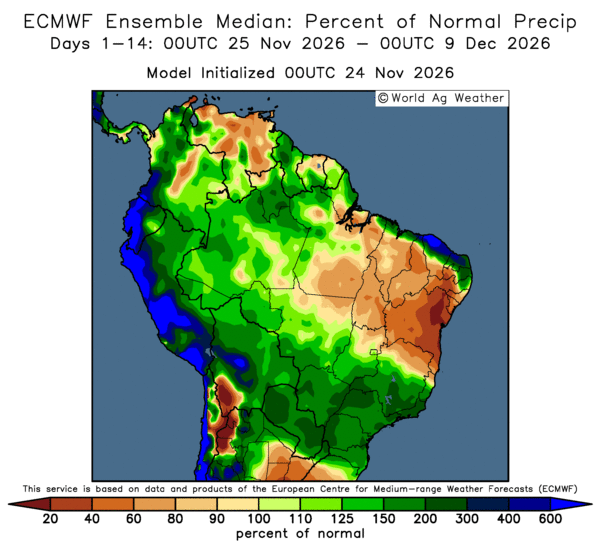 ECMWF Ensemble Median: Percent of Normal Precip
Days 1–14: 00UTC 25 Nov 2026 – 00UTC 9 Dec 2026
Model Initialized 00UTC 24 Nov 2026
©World Ag Weather
This service is based on data and products of the European Centre for Medium-range Weather Forecasts (ECMWF)
20 40 60 80 90 100 110 125 150 200 300 400 600
percent of normal